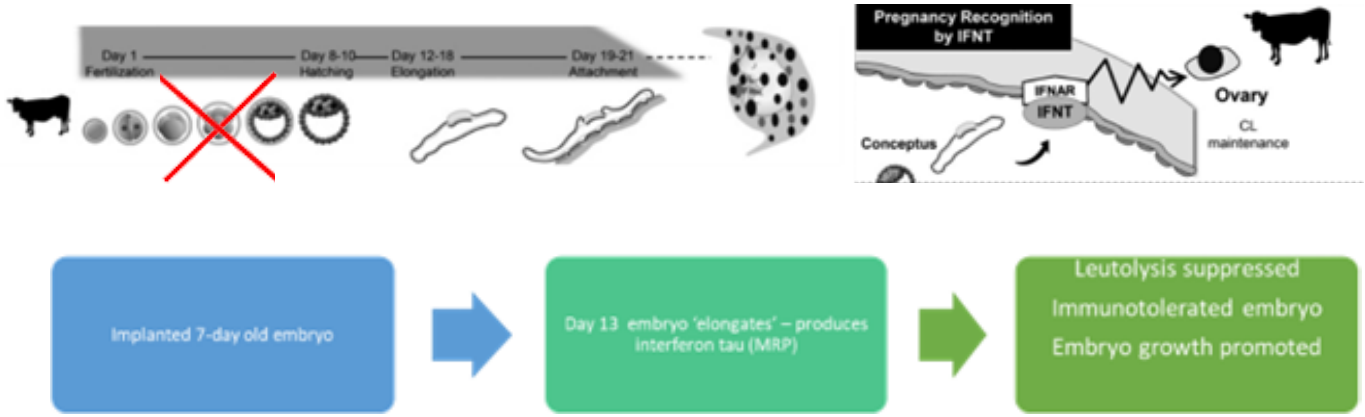 Day 1
Fertilization
Day 8-10
Hatching
Day 12-18
Elongation
Day 19-21
Attachment
Pregnancy Recognition
by IFNT
IFNAR
IFNT
Conceptus
Ovary
CL
maintenance
Implanted 7-day old embryo
Day 13 embryo 'elongates' – produces
interferon tau (MRP)
Leutolysis suppressed
Immunotolerated embryo
Embryo growth promoted